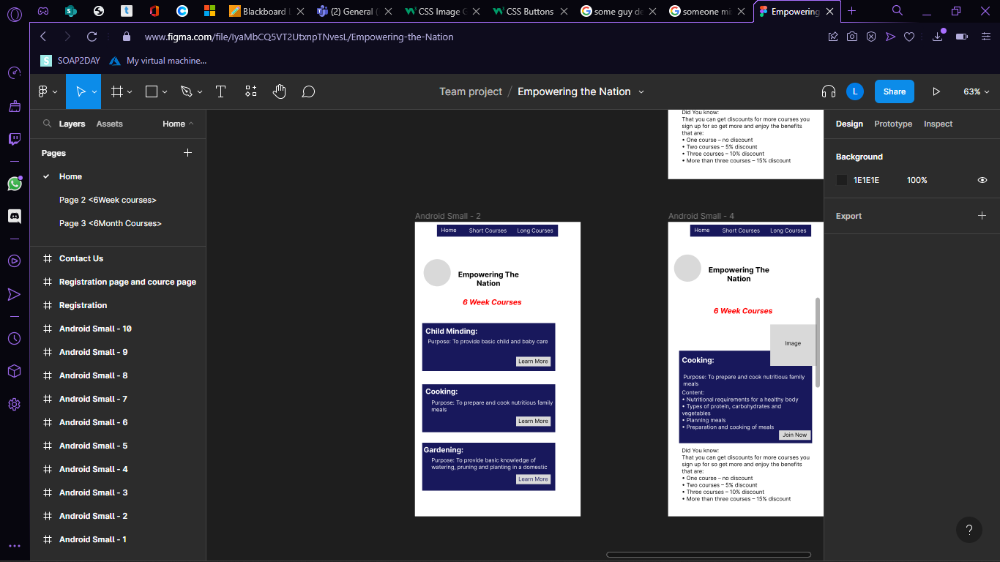 Blackboard L
(2) General (
CSS Image G
CSS Buttons
some guy de
someone mi
Empowering
www.figma.com/file/IyaMbCQ5VT2UtxnpTNvesL/Empowering-the-Nation
SOAP2DAY
My virtual machine...
Team project / Empowering the Nation
L
Share
63%
Layers
Assets
Home
Pages
Home
Page 2 <6Week courses>
Page 3 <6Month Courses>
Contact Us
Registration page and cource page
Registration
Android Small - 10
Android Small - 9
Android Small - 8
Android Small - 7
Android Small - 6
Android Small - 5
Android Small - 4
Android Small - 3
Android Small - 2
Android Small - 1
Did You know:
That you can get discounts for more courses you
sign up for so get more and enjoy the benefits
that are:
• One course – no discount
• Two courses – 5% discount
• Three courses – 10% discount
• More than three courses – 15% discount
Android Small - 2
Home
Short Courses
Long Courses
Empowering The
Nation
6 Week Courses
Child Minding:
Purpose: To provide basic child and baby care
Learn More
Cooking:
Purpose: To prepare and cook nutritious family
meals
Learn More
Gardening:
Purpose: To provide basic knowledge of
watering, pruning and planting in a domestic
Learn More
Android Small - 4
Home
Short Courses
Long Courses
Empowering The
Nation
6 Week Courses
Image
Cooking:
Purpose: To prepare and cook nutritious family
meals
Content:
• Nutritional requirements for a healthy body
• Types of protein, carbohydrates and
vegetables
• Planning meals
• Preparation and cooking of meals
Join Now
Did You know:
That you can get discounts for more courses you
sign up for so get more and enjoy the benefits
that are:
• One course – no discount
• Two courses – 5% discount
• Three courses – 10% discount
• More than three courses – 15% discount
Design
Prototype
Inspect
Background
1E1E1E
100%
Export
?